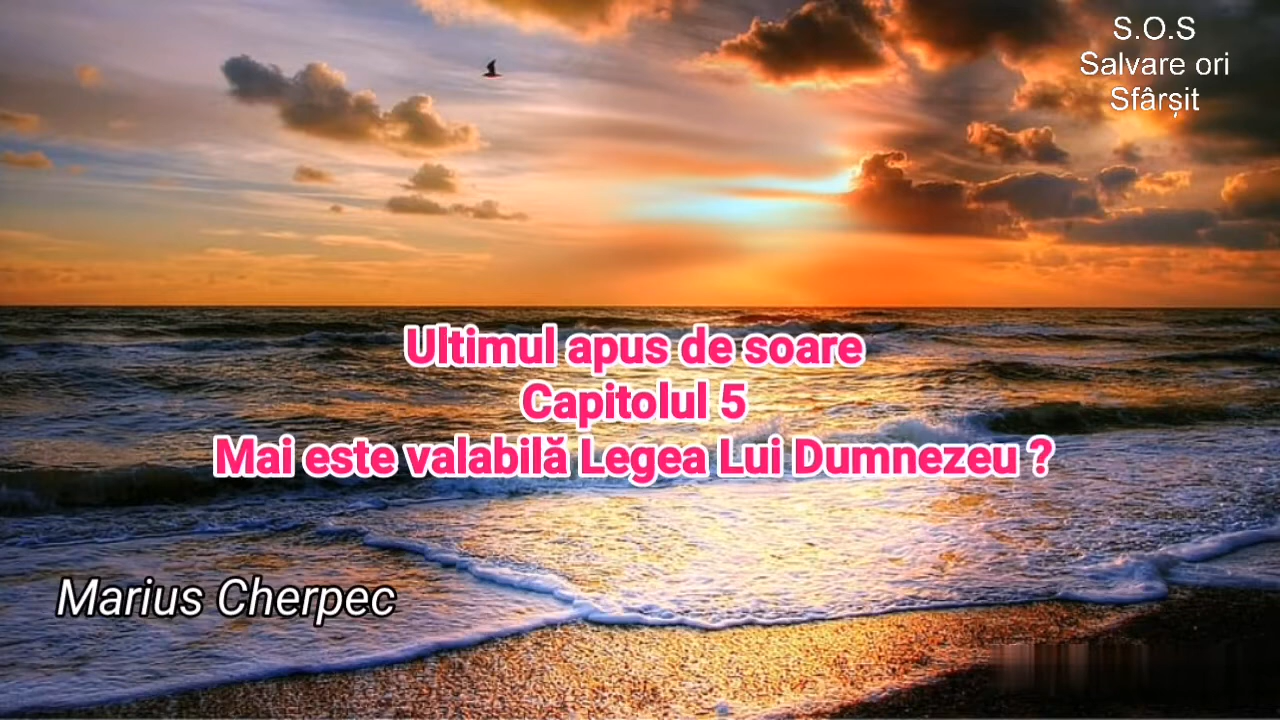 S.O.S
Salvare ori
Sfârșit
Ultimul apus de soare
Capitolul 5
Mai este valabilă Legea Lui Dumnezeu ?
Marius Cherpec